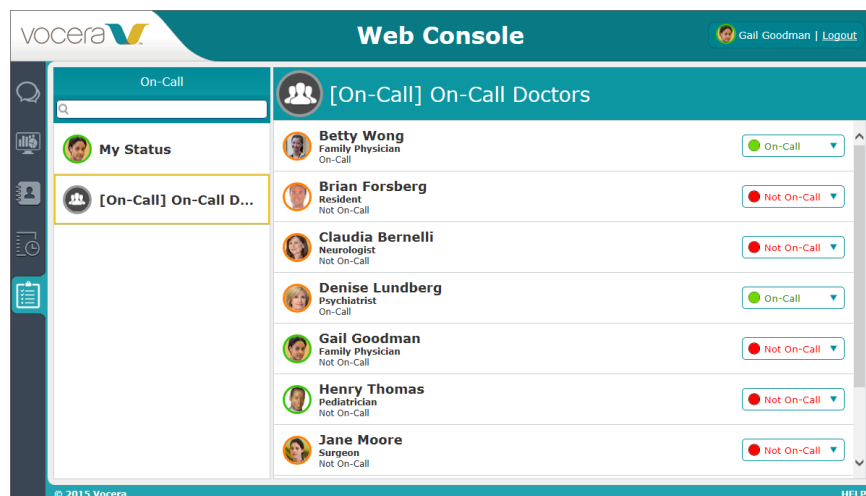 vocera
Web Console
Gail Goodman | Logout
On-Call
[On-Call] On-Call Doctors
My Status
[On-Call] On-Call D...
Betty Wong
Family Physician
On-Call
On-Call
Brian Forsberg
Resident
Not On-Call
Not On-Call
Claudia Bernelli
Neurologist
Not On-Call
Not On-Call
Denise Lundberg
Psychiatrist
On-Call
On-Call
Gail Goodman
Family Physician
Not On-Call
Not On-Call
Henry Thomas
Pediatrician
Not On-Call
Not On-Call
Jane Moore
Surgeon
Not On-Call
Not On-Call
© 2015 Vocera
HELP